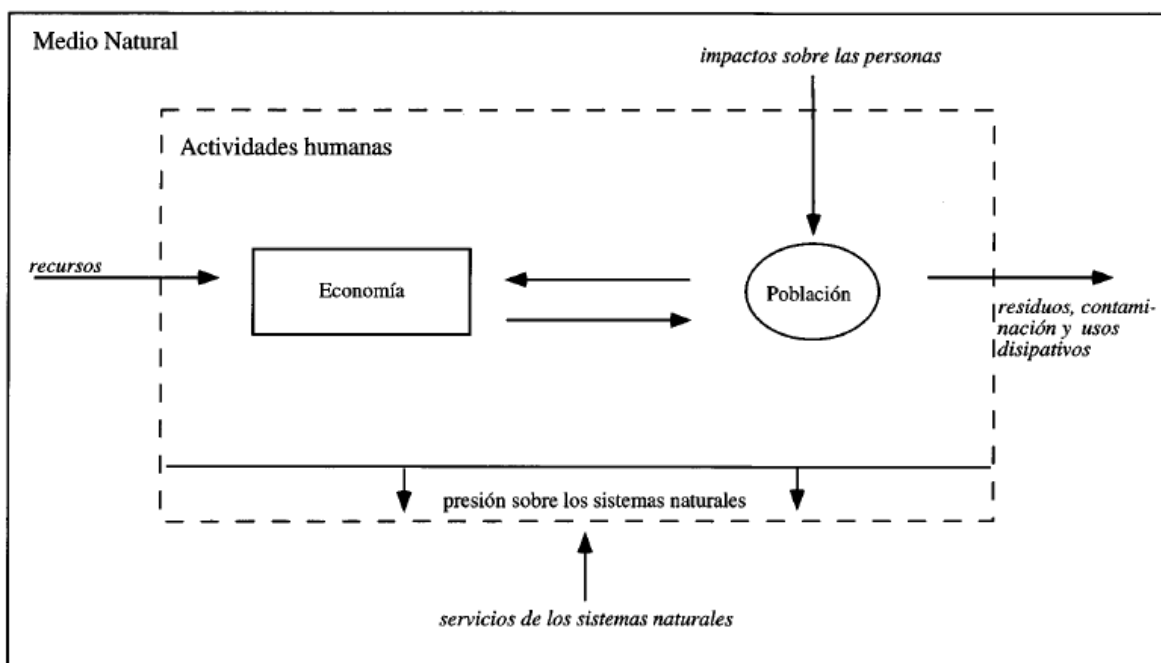 Medio Natural
impactos sobre las personas
Actividades humanas
recursos
Economía
Población
residuos, contami-
nación y usos
disipativos
presión sobre los sistemas naturales
servicios de los sistemas naturales